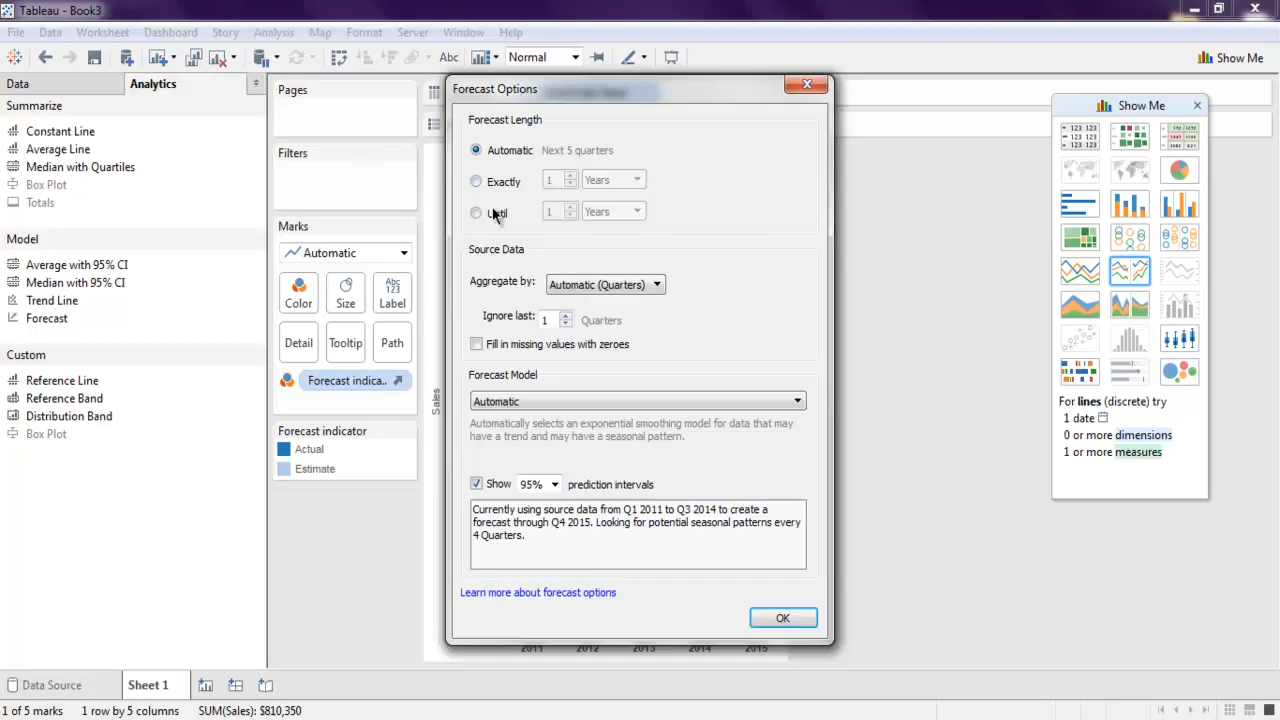 Tableau - Book3
File Data Worksheet Dashboard Story Analysis Map Format Server Window Help
Abc Normal Show Me
Data Analytics
Summarize
Constant Line
Average Line
Median with Quartiles
Box Plot
Totals
Model
Average with 95% CI
Median with 95% CI
Trend Line
Forecast
Custom
Reference Line
Reference Band
Distribution Band
Box Plot
Pages
Filters
Marks
Automatic
Color Size Label
Abc
123
Detail Tooltip Path
Forecast indica..
Forecast indicator
Actual
Estimate
Sales
2011 2012 2013 2014 2015
Forecast Options
Forecast Length
Automatic Next 5 quarters
Exactly 1 Years
Until 1 Years
Source Data
Aggregate by: Automatic (Quarters)
Ignore last: 1 Quarters
Fill in missing values with zeroes
Forecast Model
Automatic
Automatically selects an exponential smoothing model for data that may
have a trend and may have a seasonal pattern.
Show 95% prediction intervals
Currently using source data from Q1 2011 to Q3 2014 to create a
forecast through Q4 2015. Looking for potential seasonal patterns every
4 Quarters.
Learn more about forecast options
OK
Show Me
For lines (discrete) try
1 date
0 or more dimensions
1 or more measures
Data Source Sheet 1
1 of 5 marks 1 row by 5 columns SUM(Sales): $810,350